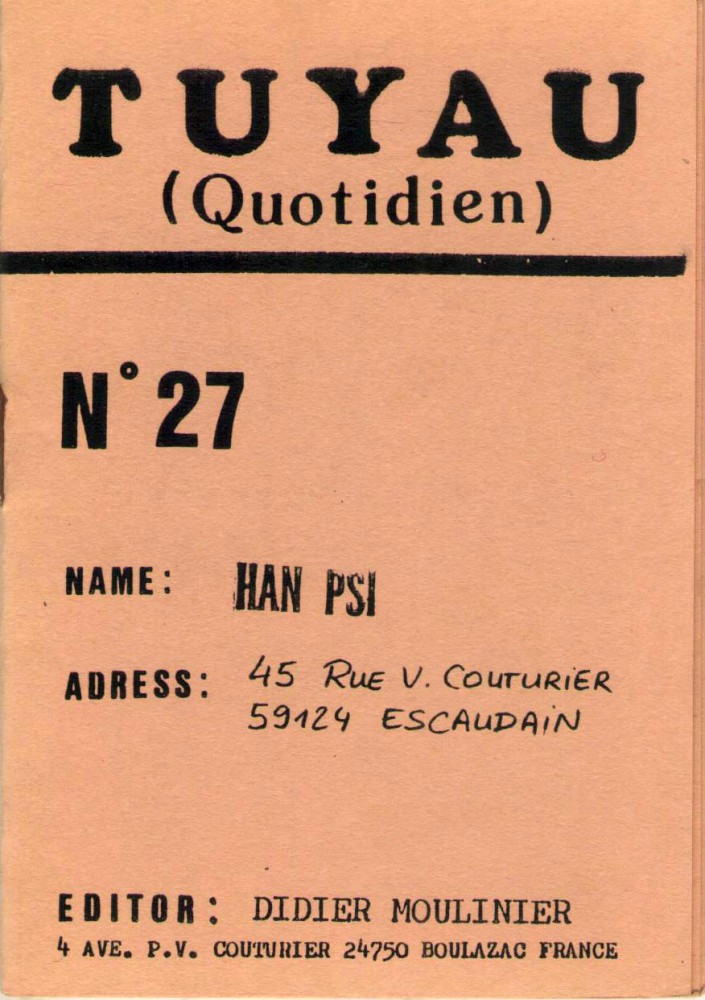 TUYAU
(Quotidien)
N° 27
NAME: HAN PSI
ADRESS: 45 RUE V. COUTURIER
59124 ESCAUDAIN
EDITOR: DIDIER MOULINIER
4 AVE. P.V. COUTURIER 24750 BOULAZAC FRANCE